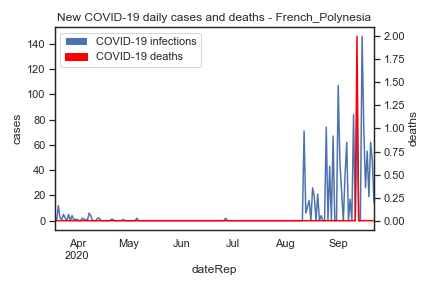 New COVID-19 daily cases and deaths - French_Polynesia
COVID-19 infections
COVID-19 deaths
140
120
100
80
60
40
20
0
cases
2.00
1.75
1.50
1.25
1.00
0.75
0.50
0.25
0.00
deaths
Apr May Jun Jul Aug Sep
2020
dateRep